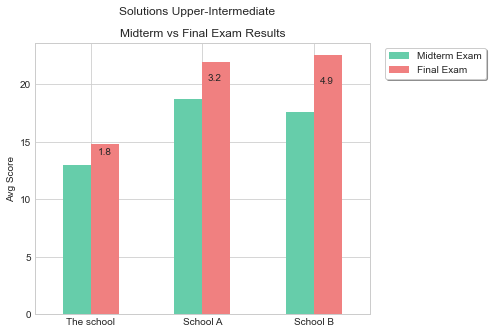 Solutions Upper-Intermediate
Midterm vs Final Exam Results
Midterm Exam
Final Exam
Avg Score
20
15
10
5
0
1.8
3.2
4.9
The school
School A
School B